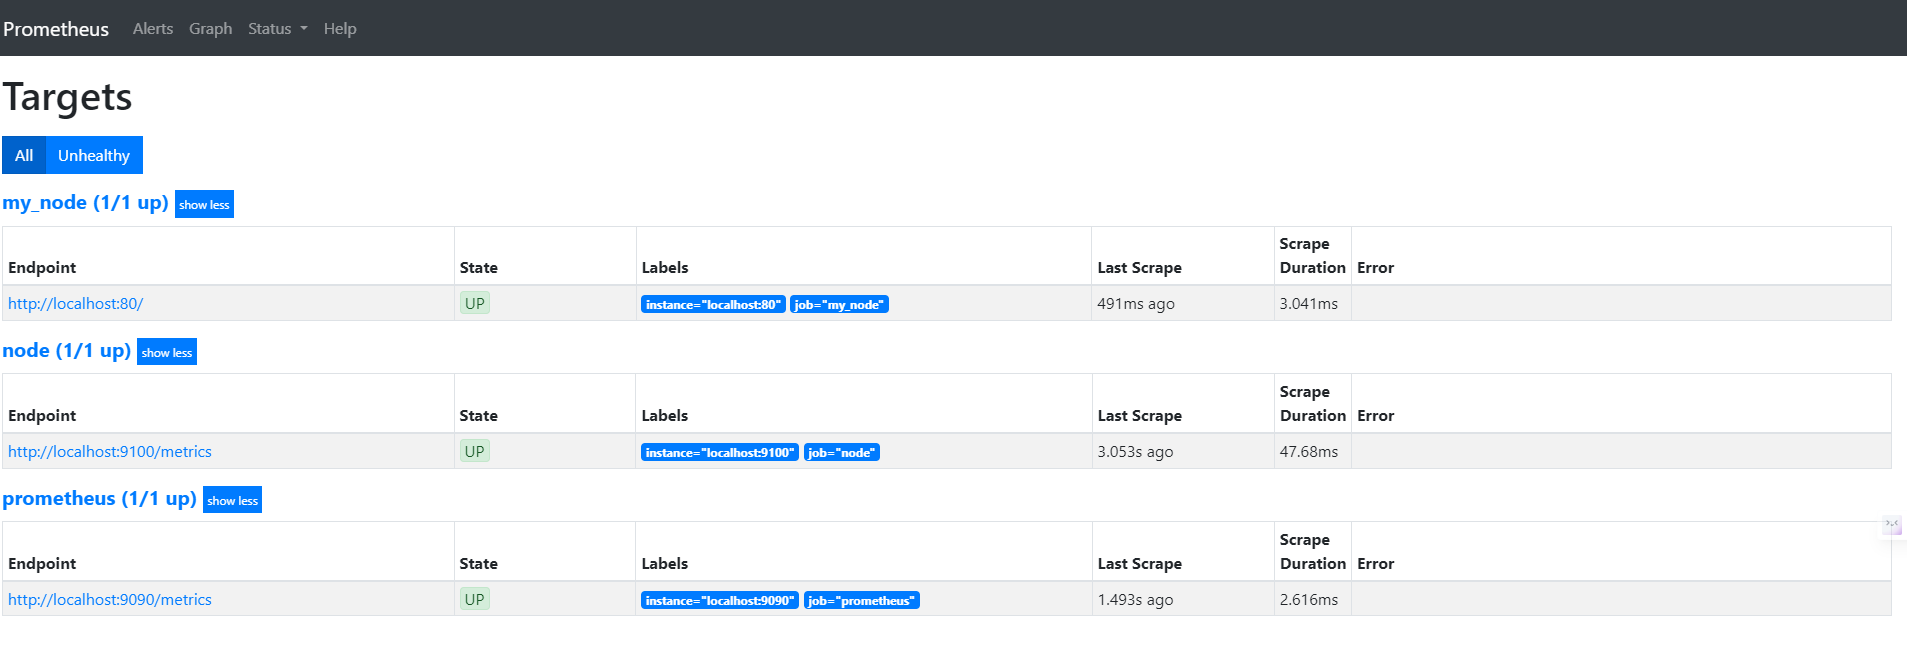 Prometheus Alerts Graph Status Help
Targets
All Unhealthy
my_node (1/1 up) show less
Endpoint State Labels Last Scrape Scrape Duration Error
http://localhost:80/ UP instance="localhost:80" job="my_node" 491ms ago 3.041ms
node (1/1 up) show less
Endpoint State Labels Last Scrape Scrape Duration Error
http://localhost:9100/metrics UP instance="localhost:9100" job="node" 3.053s ago 47.68ms
prometheus (1/1 up) show less
Endpoint State Labels Last Scrape Scrape Duration Error
http://localhost:9090/metrics UP instance="localhost:9090" job="prometheus" 1.493s ago 2.616ms